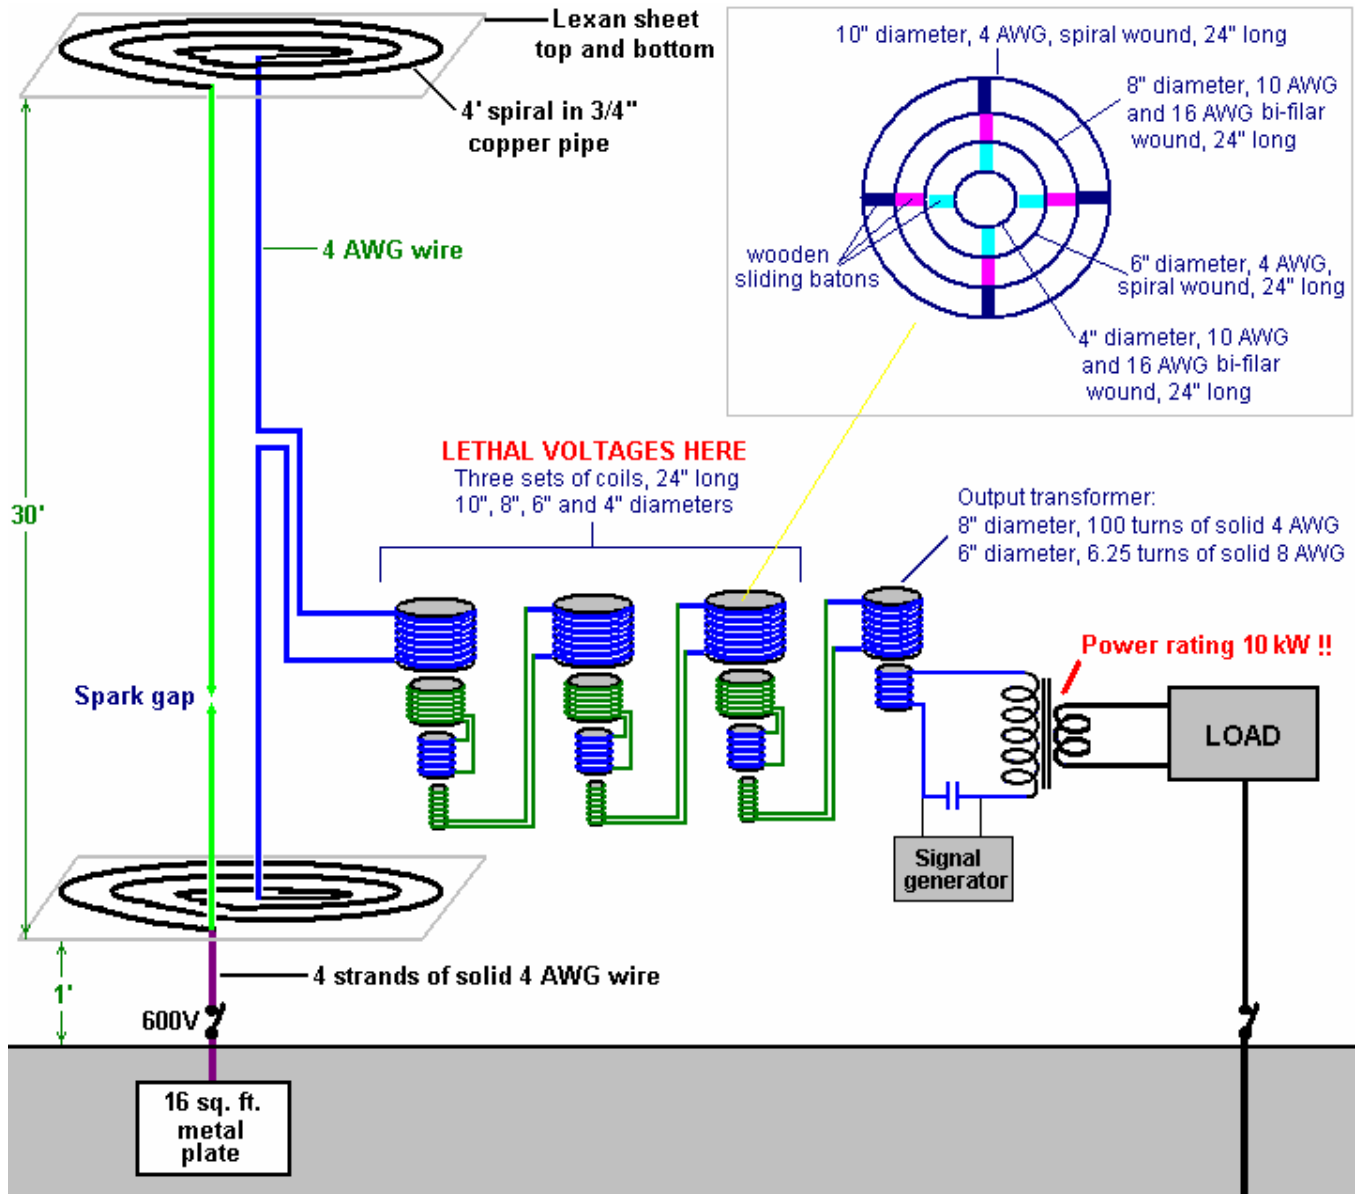 Lexan sheet
top and bottom
4' spiral in 3/4"
copper pipe
10" diameter, 4 AWG, spiral wound, 24" long
8" diameter, 10 AWG
and 16 AWG bi-filar
wound, 24" long
wooden
sliding batons
6" diameter, 4 AWG,
spiral wound, 24" long
4" diameter, 10 AWG
and 16 AWG bi-filar
wound, 24" long
4 AWG wire
30'
LETHAL VOLTAGES HERE
Three sets of coils, 24" long
10", 8", 6" and 4" diameters
Output transformer:
8" diameter, 100 turns of solid 4 AWG
6" diameter, 6.25 turns of solid 8 AWG
Spark gap
Power rating 10 kW !!
LOAD
Signal
generator
4 strands of solid 4 AWG wire
1'
600V
16 sq. ft.
metal
plate